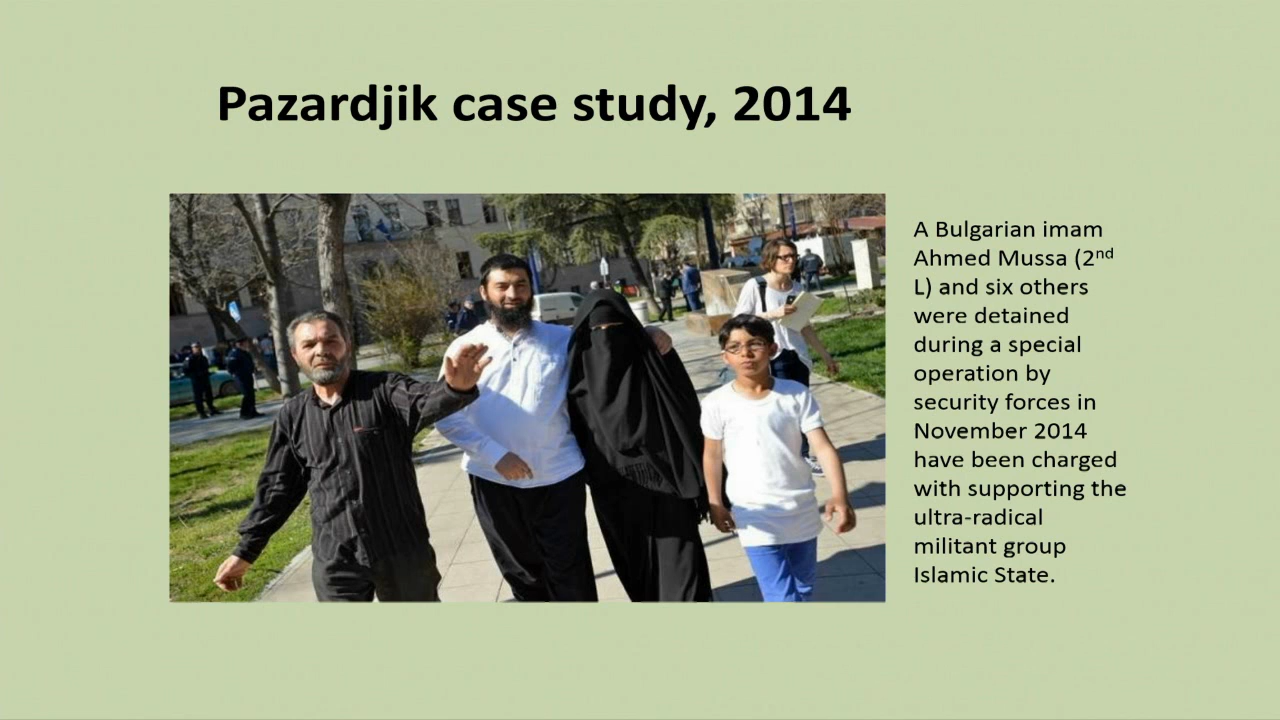 Pazardjik case study, 2014
A Bulgarian imam
Ahmed Mussa (2nd
L) and six others
were detained
during a special
operation by
security forces in
November 2014
have been charged
with supporting the
ultra-radical
militant group
Islamic State.